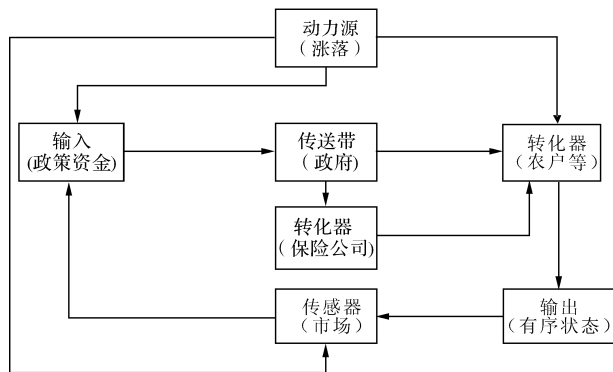 动力源
（涨落）
输入
(政策资金)
传送带
（政府)
转化器
（农户等）
转化器
（保险公司)
传感器
（市场）
输出
(有序状态)